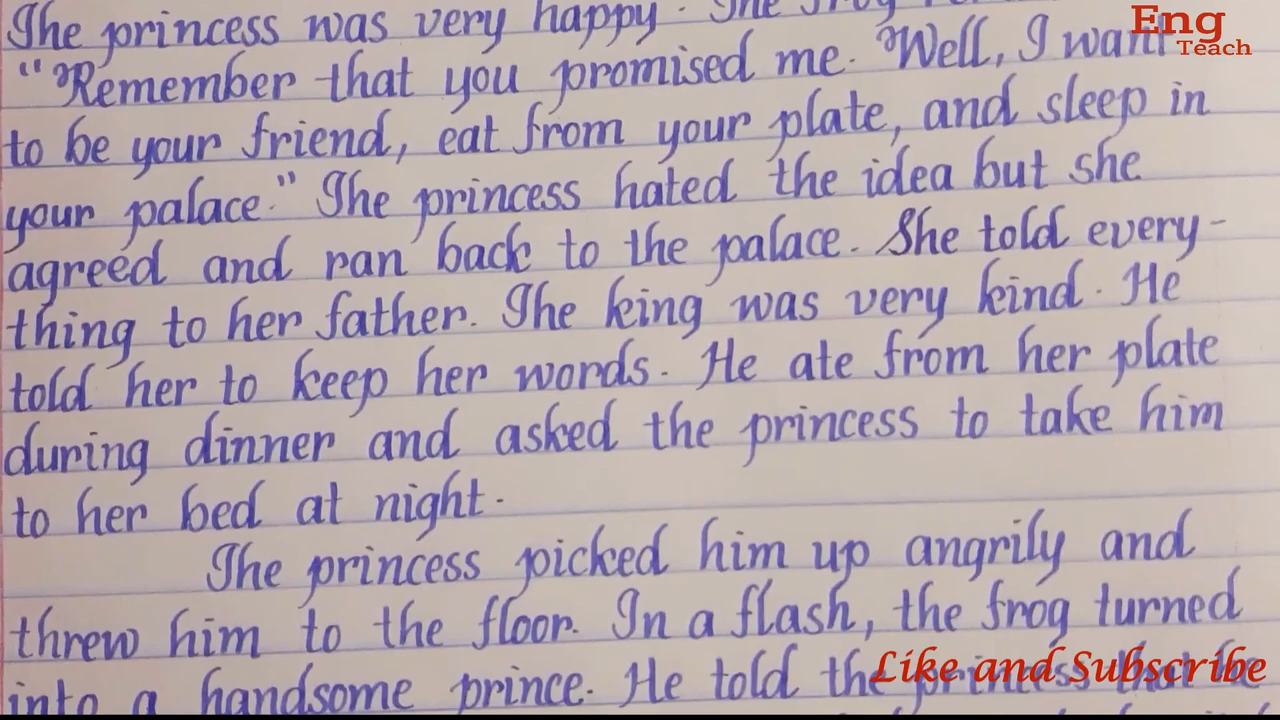 The princess was very happy. The frog
Eng
Teach
"Remember that you promised me. Well, I want
to be your friend, eat from your plate, and sleep in
your palace." The princess hated the idea but she
agreed and ran back to the palace. She told every-
thing to her father. The king was very kind. He
told her to keep her words. He ate from her plate
during dinner and asked the princess to take him
to her bed at night.
The princess picked him up angrily and
threw him to the floor. In a flash, the frog turned
into a handsome prince. He told the princess that he
Like and Subscribe